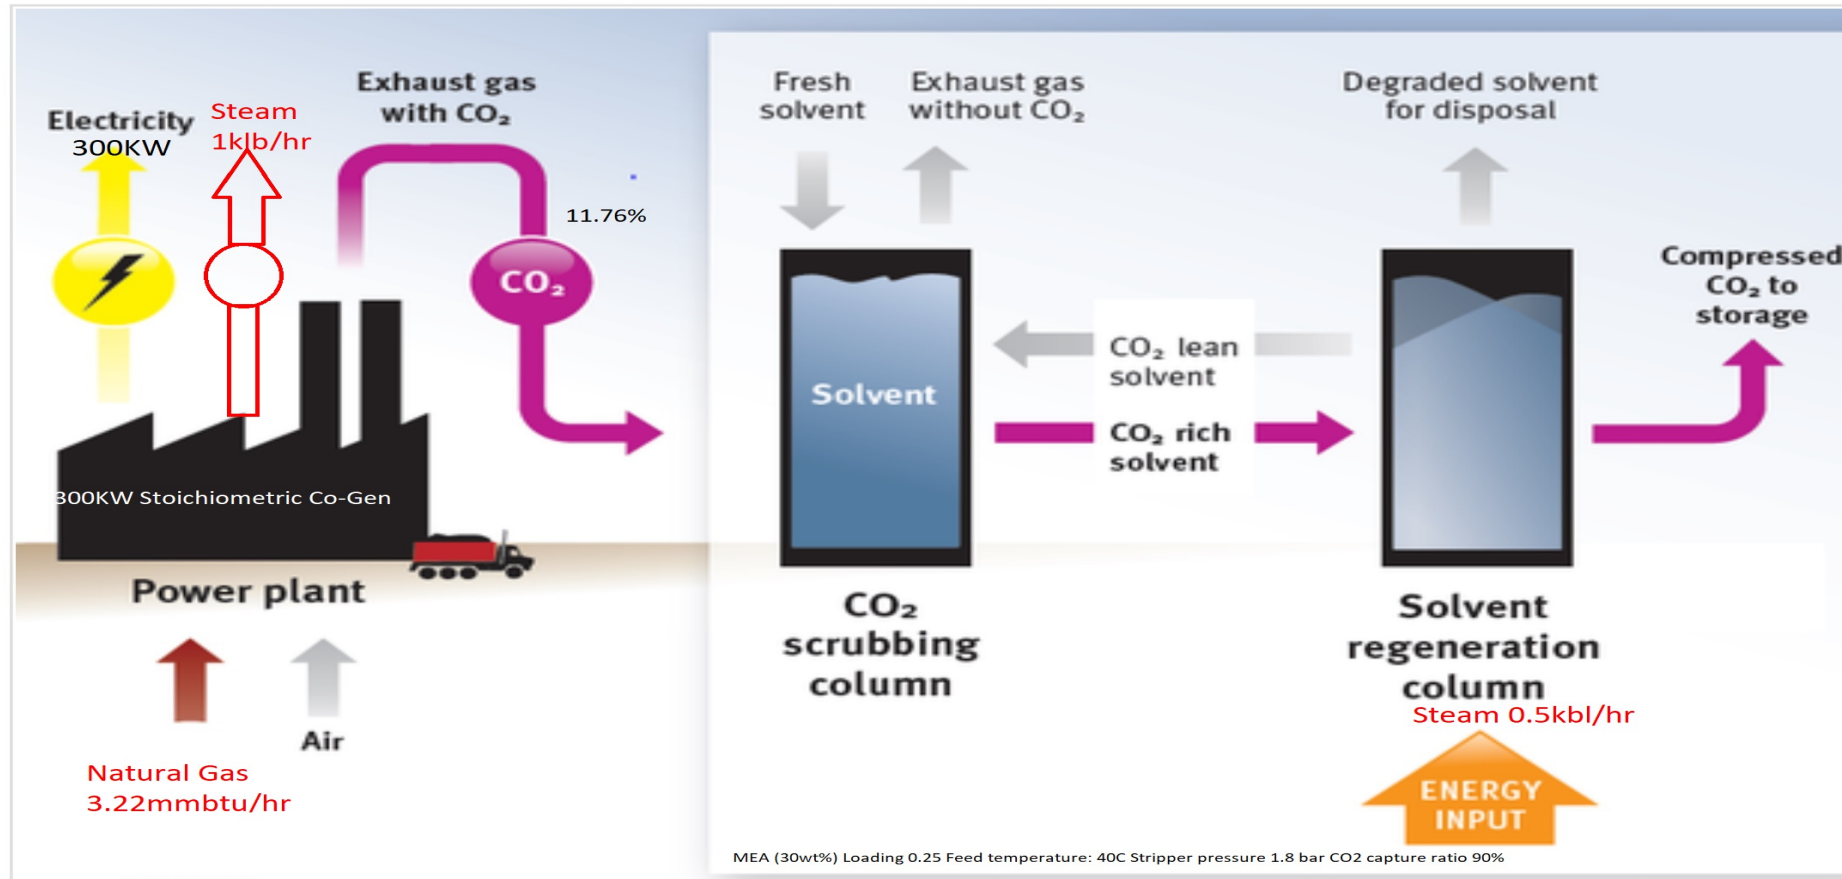 Electricity
300KW
Steam
1klb/hr
Exhaust gas
with CO₂
11.76%
CO₂
300KW Stoichiometric Co-Gen
Power plant
Air
Natural Gas
3.22mmbtu/hr
Fresh
solvent
Exhaust gas
without CO₂
Degraded solvent
for disposal
Solvent
CO₂ lean
solvent
CO₂ rich
solvent
Compressed
CO₂ to
storage
CO₂
scrubbing
column
Solvent
regeneration
column
Steam 0.5kbl/hr
ENERGY
INPUT
MEA (30wt%) Loading 0.25 Feed temperature: 40C Stripper pressure 1.8 bar CO2 capture ratio 90%